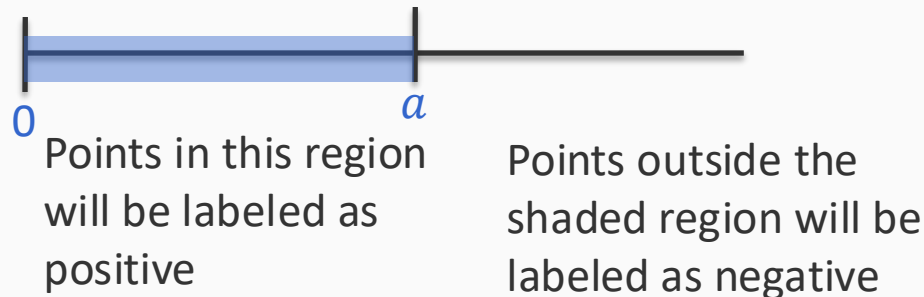 0
a
Points in this region
will be labeled as
positive
Points outside the
shaded region will be
labeled as negative